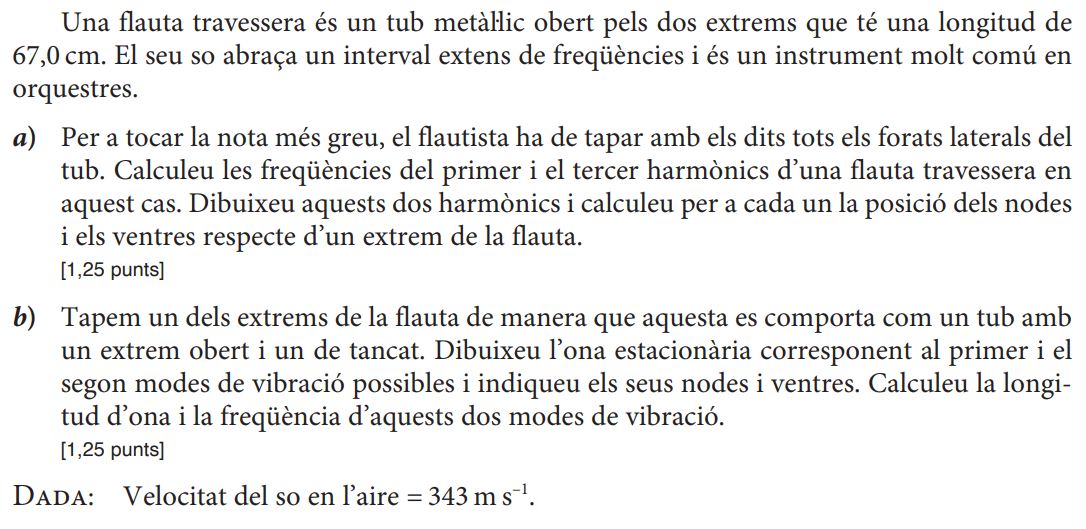 Una flauta travessera és un tub metàl·lic obert pels dos extrems que té una longitud de
67,0 cm. El seu so abraça un interval extens de freqüències i és un instrument molt comú en
orquestres.
a) Per a tocar la nota més greu, el flautista ha de tapar amb els dits tots els forats laterals del
tub. Calculeu les freqüències del primer i el tercer harmònics d’una flauta travessera en
aquest cas. Dibuixeu aquests dos harmònics i calculeu per a cada un la posició dels nodes
i els ventres respecte d’un extrem de la flauta.
[1,25 punts]
b) Tapem un dels extrems de la flauta de manera que aquesta es comporta com un tub amb
un extrem obert i un de tancat. Dibuixeu l’ona estacionària corresponent al primer i el
segon modes de vibració possibles i indiqueu els seus nodes i ventres. Calculeu la longi-
tud d’ona i la freqüència d’aquests dos modes de vibració.
[1,25 punts]
DADA: Velocitat del so en l’aire = 343 m s⁻¹.